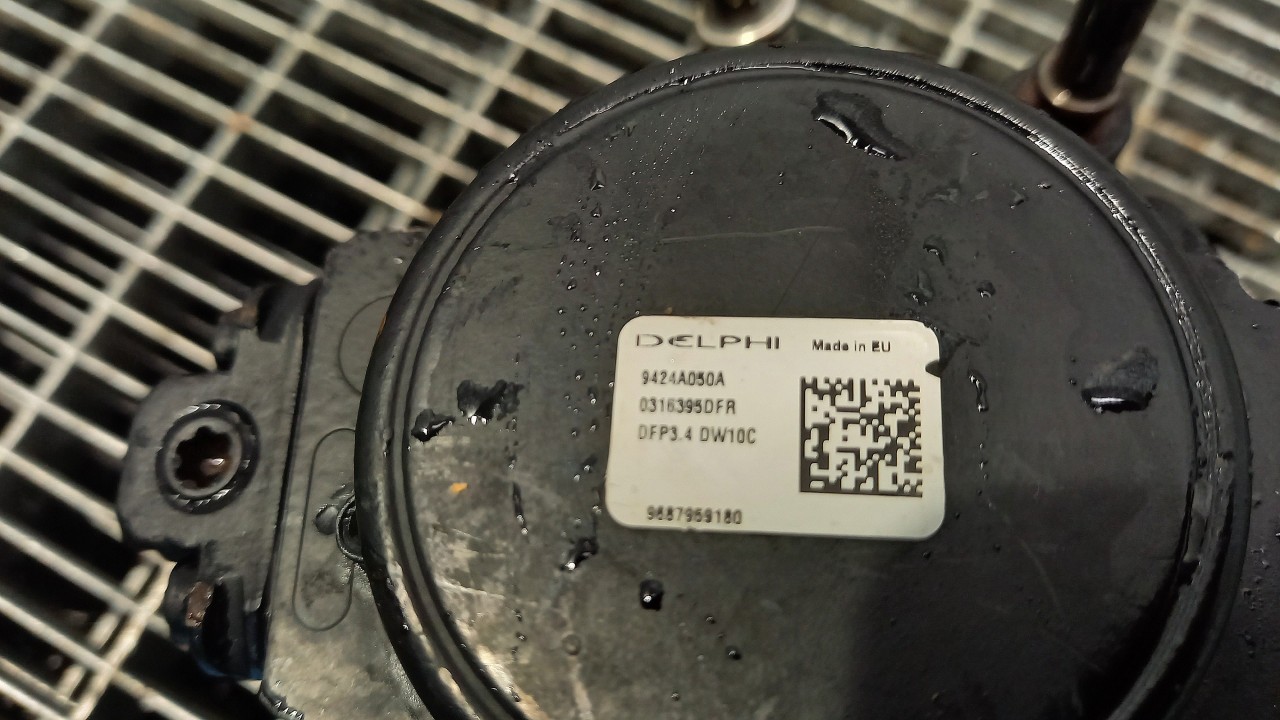 DELPHI Made in EU
9424A050A
0316395DFR
DFP3.4 DW10C
9687959180